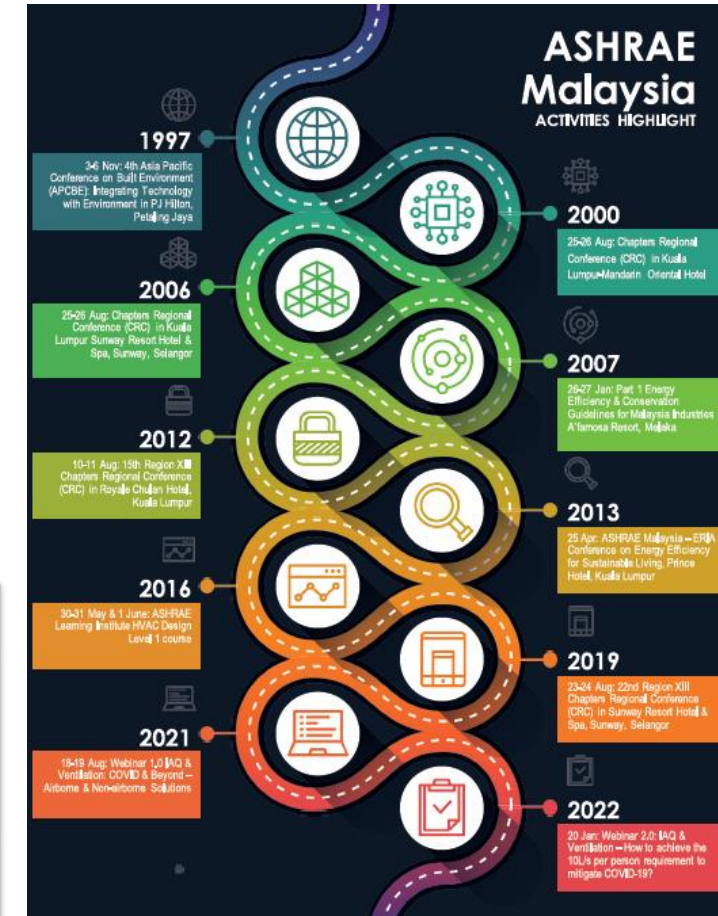 ASHRAE
Malaysia
ACTIVITIES HIGHLIGHT
1997
3-6 Nov: 4th Asia Pacific
Conference on Built Environment
(APCBE): Integrating Technology
with Environment in PJ Hilton,
Petaling Jaya
2000
25-26 Aug: Chapters Regional
Conference (CRC) in Kuala
Lumpur-Mandarin Oriental Hotel
2006
25-26 Aug: Chapters Regional
Conference (CRC) in Kuala
Lumpur Sunway Resort Hotel &
Spa, Sunway, Selangor
2007
26-27 Jan: Part 1 Energy
Efficiency & Conservation
Guidelines for Malaysia Industries
A'famosa Resort, Melaka
2012
10-11 Aug: 15th Region XIII
Chapters Regional Conference
(CRC) in Royale Chulan Hotel,
Kuala Lumpur
2013
25 Apr: ASHRAE Malaysia – ERIA
Conference on Energy Efficiency
for Sustainable Living, Prince
Hotel, Kuala Lumpur
2016
30-31 May & 1 June: ASHRAE
Learning Institute HVAC Design
Level 1 course
2019
23-24 Aug: 22nd Region XIII
Chapters Regional Conference
(CRC) in Sunway Resort Hotel &
Spa, Sunway, Selangor
2021
18-19 Aug: Webinar 1.0 IAQ &
Ventilation: COVID & Beyond –
Airborne & Non-airborne Solutions
2022
20 Jan: Webinar 2.0: IAQ &
Ventilation – How to achieve the
10L/s per person requirement to
mitigate COVID-19?